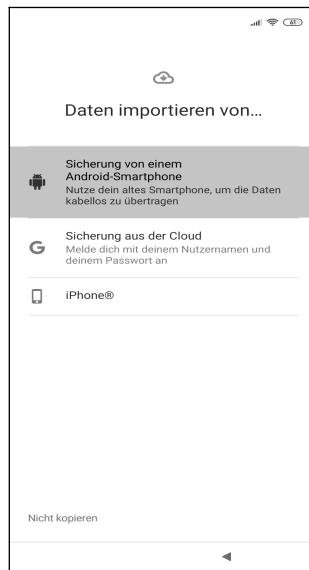 61
Daten importieren von...
Sicherung von einem
Android-Smartphone
Nutze dein altes Smartphone, um die Daten
kabellos zu übertragen
G
Sicherung aus der Cloud
Melde dich mit deinem Nutzernamen und
deinem Passwort an
iPhone®
Nicht kopieren